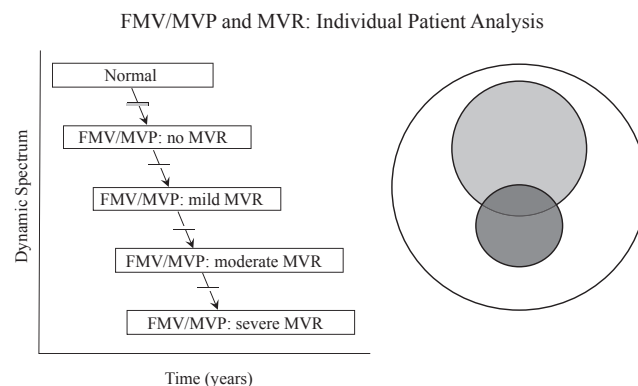 FMV/MVP and MVR: Individual Patient Analysis
Normal
FMV/MVP: no MVR
FMV/MVP: mild MVR
FMV/MVP: moderate MVR
FMV/MVP: severe MVR
Dynamic Spectrum
Time (years)